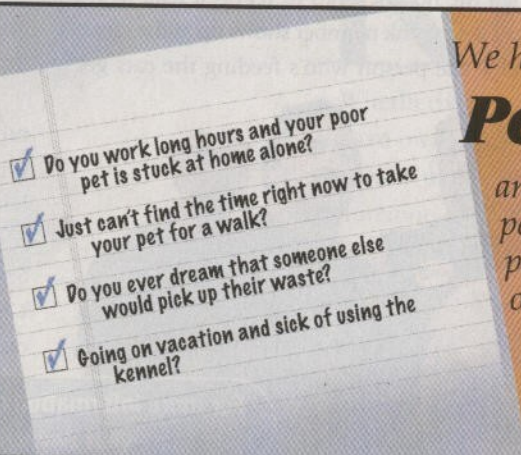 Do you work long hours and your poor
pet is stuck at home alone?
Just can't find the time right now to take
your pet for a walk?
Do you ever dream that someone else
would pick up their waste?
Going on vacation and sick of using the
kennel?
We